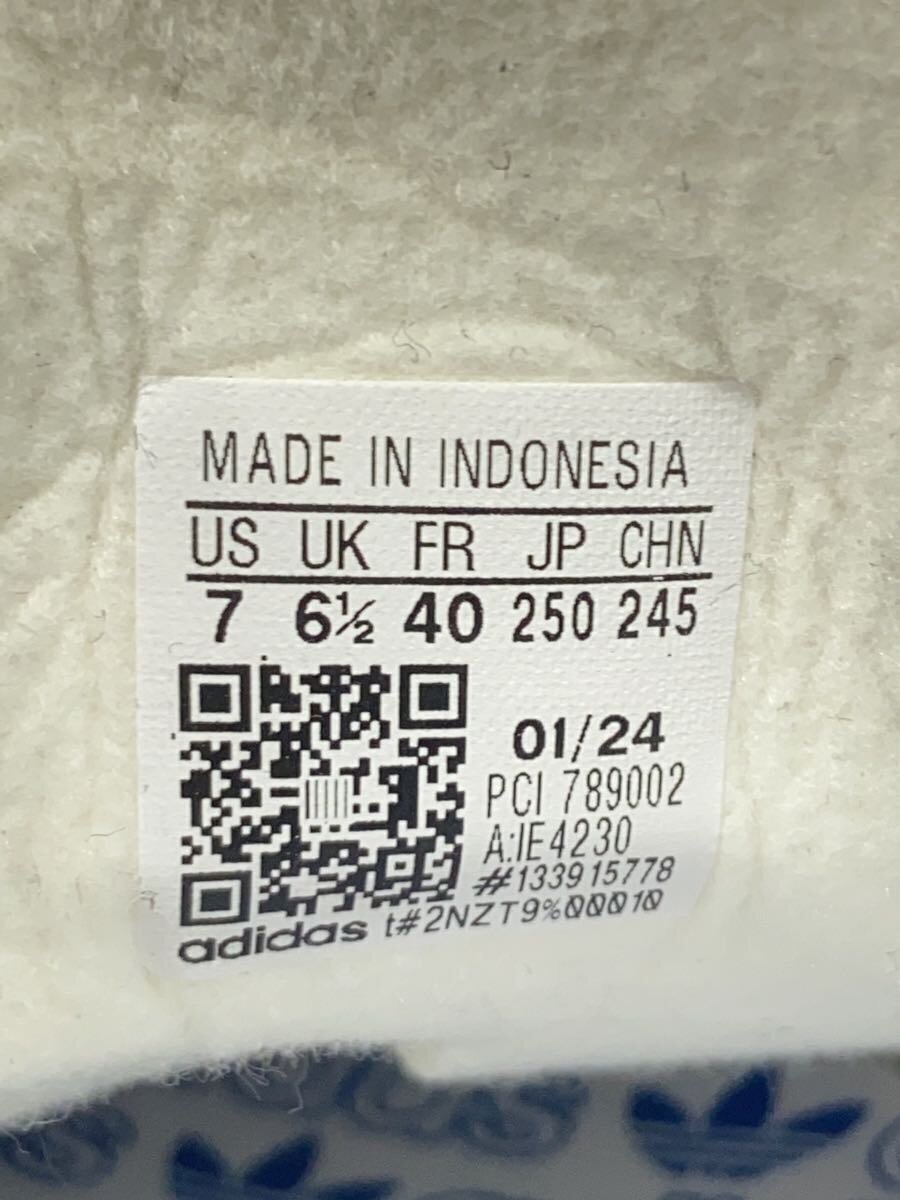 MADE IN INDONESIA
US UK FR JP CHN
7 6½ 40 250 245
01/24
PCI 789002
A:IE4230
#133915778
adidas t#2NZT9%00010